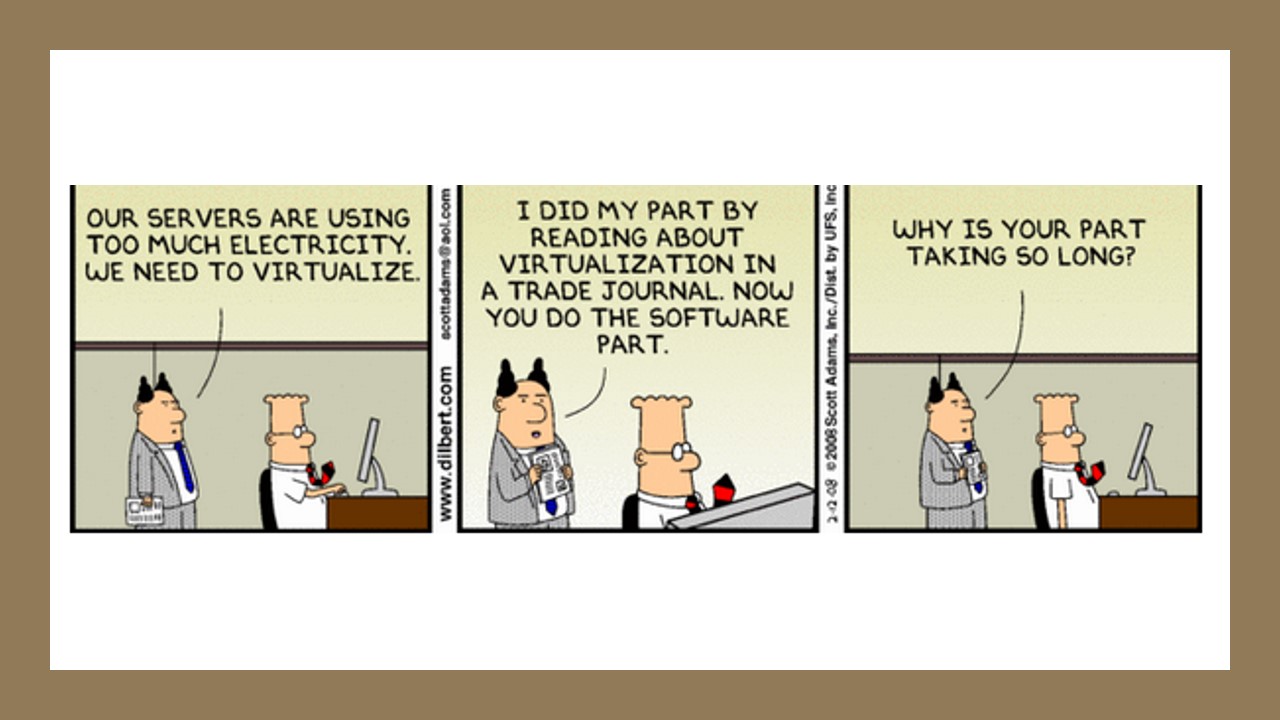 OUR SERVERS ARE USING
TOO MUCH ELECTRICITY.
WE NEED TO VIRTUALIZE.
www.dilbert.com scottadams@aol.com
I DID MY PART BY
READING ABOUT
VIRTUALIZATION IN
A TRADE JOURNAL. NOW
YOU DO THE SOFTWARE
PART.
2-12-08 ©2008 Scott Adams, Inc./Dist. by UFS, Inc
WHY IS YOUR PART
TAKING SO LONG?